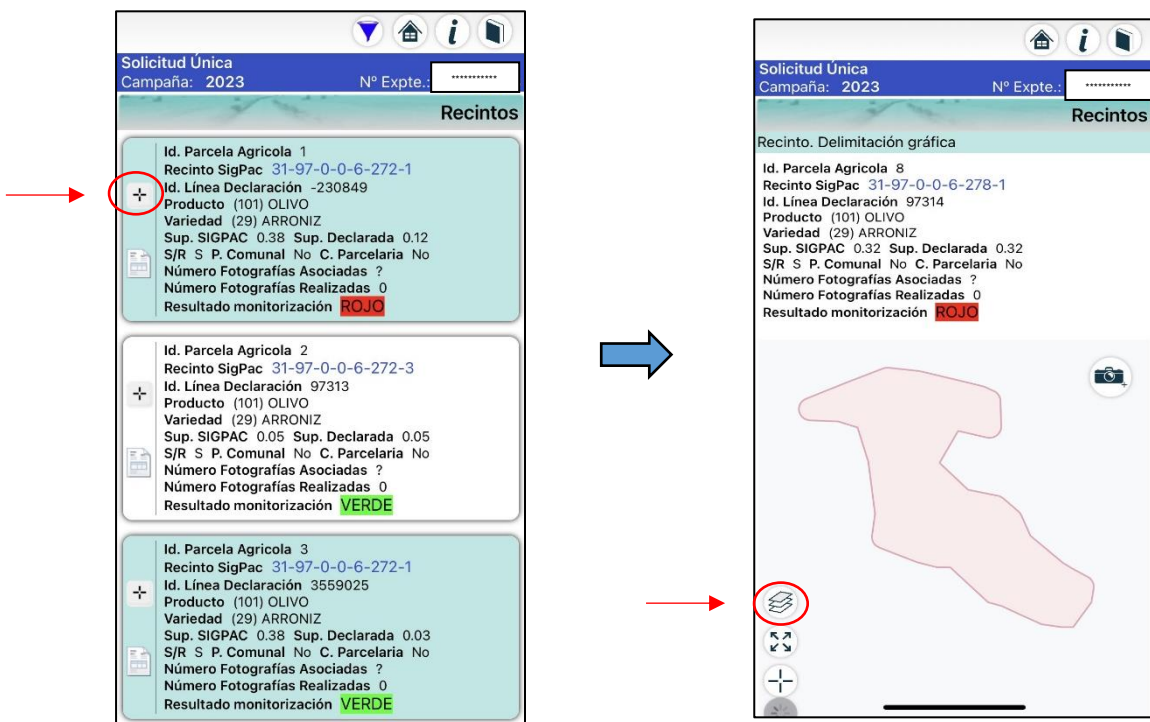 Solicitud Única
Campaña: 2023 Nº Expte.: ***********
Recintos
Id. Parcela Agricola 1
Recinto SigPac 31-97-0-0-6-272-1
Id. Línea Declaración -230849
Producto (101) OLIVO
Variedad (29) ARRONIZ
Sup. SIGPAC 0.38 Sup. Declarada 0.12
S/R S P. Comunal No C. Parcelaria No
Número Fotografías Asociadas ?
Número Fotografías Realizadas 0
Resultado monitorización ROJO
Id. Parcela Agricola 2
Recinto SigPac 31-97-0-0-6-272-3
Id. Línea Declaración 97313
Producto (101) OLIVO
Variedad (29) ARRONIZ
Sup. SIGPAC 0.05 Sup. Declarada 0.05
S/R S P. Comunal No C. Parcelaria No
Número Fotografías Asociadas ?
Número Fotografías Realizadas 0
Resultado monitorización VERDE
Id. Parcela Agricola 3
Recinto SigPac 31-97-0-0-6-272-1
Id. Línea Declaración 3559025
Producto (101) OLIVO
Variedad (29) ARRONIZ
Sup. SIGPAC 0.38 Sup. Declarada 0.03
S/R S P. Comunal No C. Parcelaria No
Número Fotografías Asociadas ?
Número Fotografías Realizadas 0
Resultado monitorización VERDE
Solicitud Única
Campaña: 2023 Nº Expte.: ***********
Recintos
Recinto. Delimitación gráfica
Id. Parcela Agricola 8
Recinto SigPac 31-97-0-0-6-278-1
Id. Línea Declaración 97314
Producto (101) OLIVO
Variedad (29) ARRONIZ
Sup. SIGPAC 0.32 Sup. Declarada 0.32
S/R S P. Comunal No C. Parcelaria No
Número Fotografías Asociadas ?
Número Fotografías Realizadas 0
Resultado monitorización ROJO